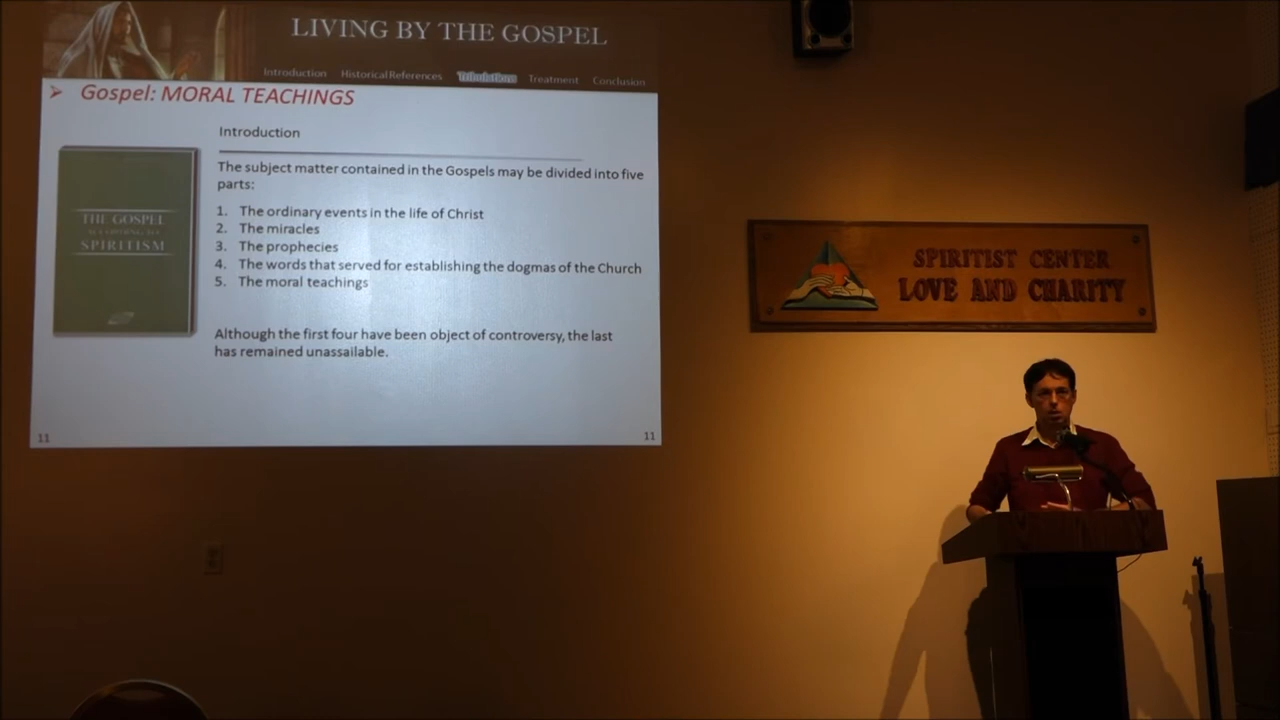 LIVING BY THE GOSPEL
Introduction Historical References Tribulations Treatment Conclusion
Gospel: MORAL TEACHINGS
Introduction
The subject matter contained in the Gospels may be divided into five
parts:
1. The ordinary events in the life of Christ
2. The miracles
3. The prophecies
4. The words that served for establishing the dogmas of the Church
5. The moral teachings
Although the first four have been object of controversy, the last
has remained unassailable.
THE GOSPEL
ACCORDING TO
SPIRITISM
11
11
SPIRITIST CENTER
LOVE AND CHARITY